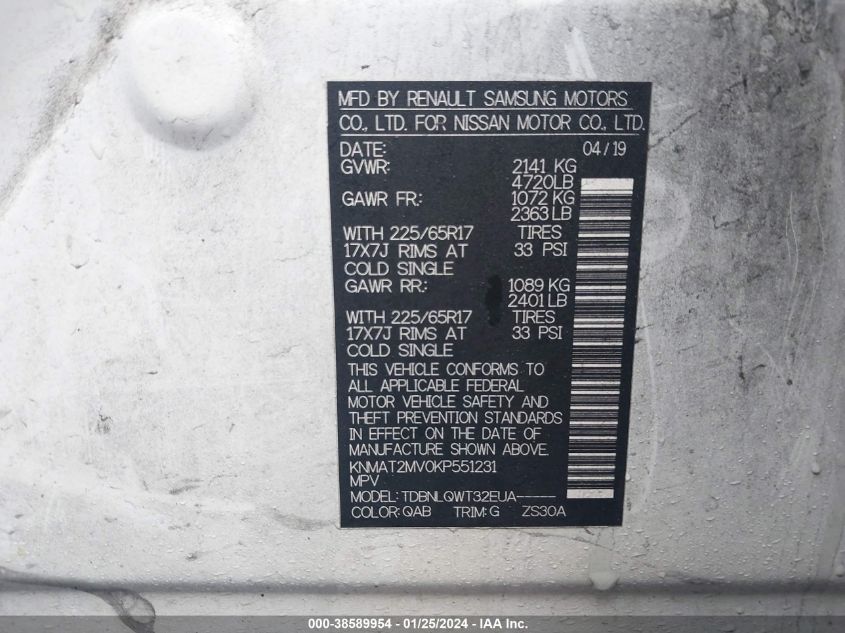 MFD BY RENAULT SAMSUNG MOTORS
CO., LTD. FOR NISSAN MOTOR CO., LTD.
DATE: 04/19
GVWR: 2141 KG
4720LB
GAWR FR: 1072 KG
2363LB
WITH 225/65R17 TIRES
17X7J RIMS AT 33 PSI
COLD SINGLE
GAWR RR: 1089 KG
2401LB
WITH 225/65R17 TIRES
17X7J RIMS AT 33 PSI
COLD SINGLE
THIS VEHICLE CONFORMS TO
ALL APPLICABLE FEDERAL
MOTOR VEHICLE SAFETY AND
THEFT PREVENTION STANDARDS
IN EFFECT ON THE DATE OF
MANUFACTURE SHOWN ABOVE.
KNMAT2MV0KP551231
MPV
MODEL: TDBNLQWT32EUA-----
COLOR: QAB TRIM: G ZS30A
000-38589954 - 01/25/2024 - IAA Inc.